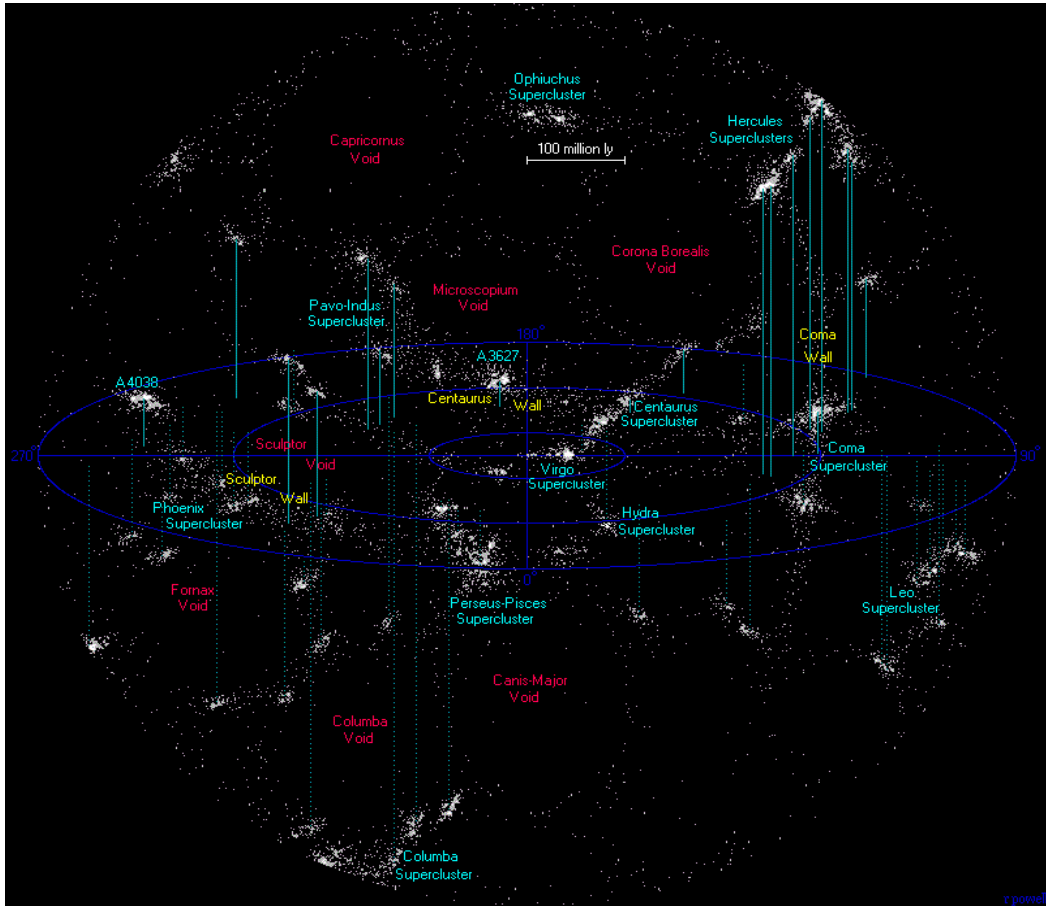 Ophiuchus
Supercluster
Hercules
Superclusters
Capricornus
Void
100 million ly
Corona Borealis
Void
Microscopium
Void
Pavo-Indus
Supercluster
180°
Coma
Wall
A3627
A4038
Centaurus
Wall
Centaurus
Supercluster
Sculptor
Void
270°
90°
Coma
Supercluster
Virgo
Supercluster
Sculptor
Wall
Phoenix
Supercluster
Hydra
Supercluster
0°
Fornax
Void
Perseus-Pisces
Supercluster
Leo
Supercluster
Canis-Major
Void
Columba
Void
Columba
Supercluster
r powell